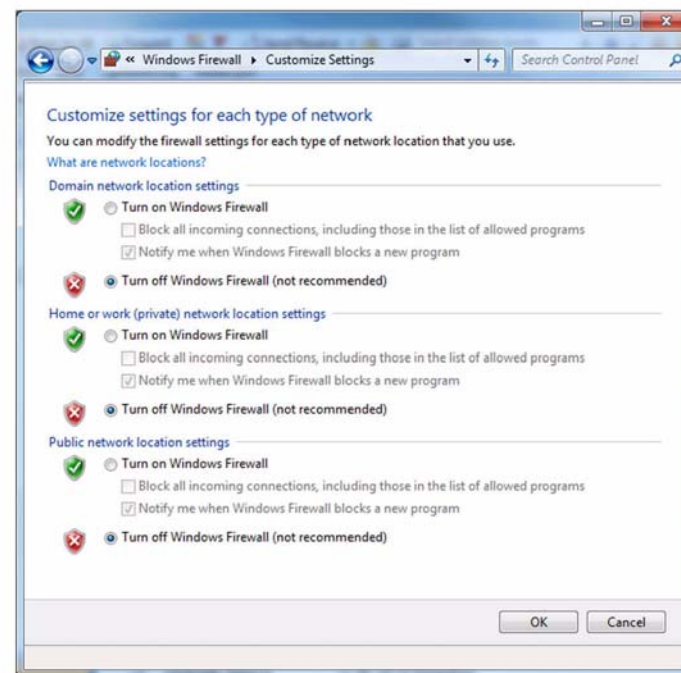 « Windows Firewall ▸ Customize Settings
Search Control Panel
Customize settings for each type of network
You can modify the firewall settings for each type of network location that you use.
What are network locations?
Domain network location settings
Turn on Windows Firewall
Block all incoming connections, including those in the list of allowed programs
Notify me when Windows Firewall blocks a new program
Turn off Windows Firewall (not recommended)
Home or work (private) network location settings
Turn on Windows Firewall
Block all incoming connections, including those in the list of allowed programs
Notify me when Windows Firewall blocks a new program
Turn off Windows Firewall (not recommended)
Public network location settings
Turn on Windows Firewall
Block all incoming connections, including those in the list of allowed programs
Notify me when Windows Firewall blocks a new program
Turn off Windows Firewall (not recommended)
OK
Cancel